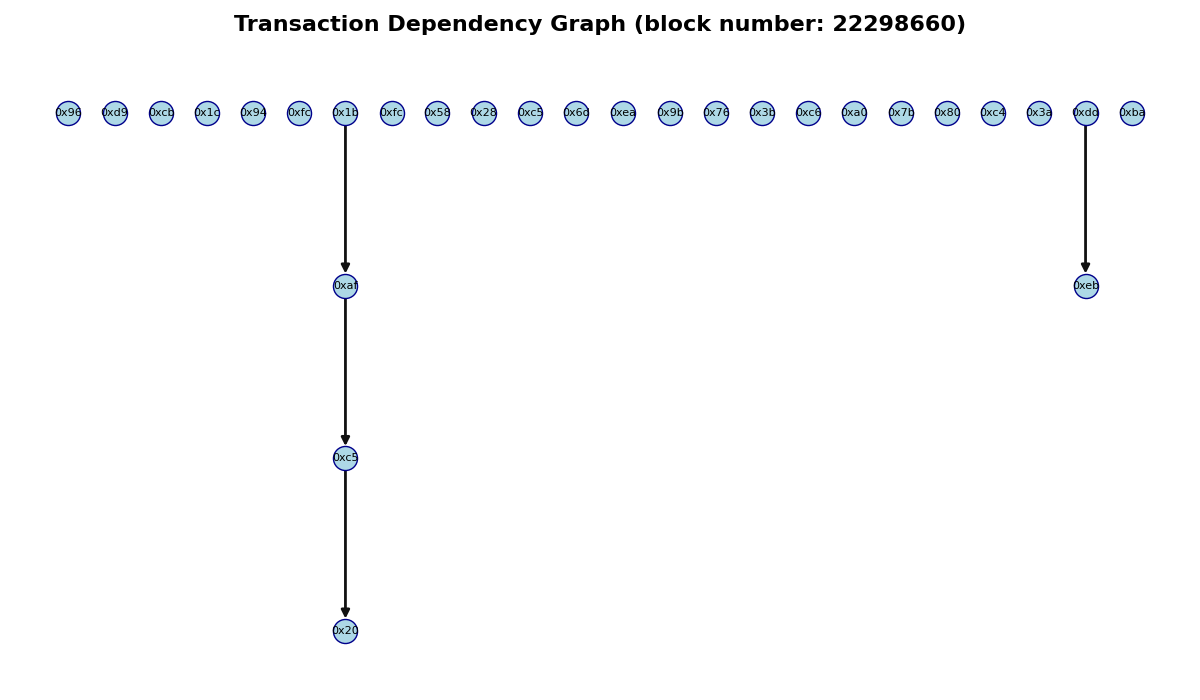 Transaction Dependency Graph (block number: 22298660)
0x96 0xd9 0xcb 0x1c 0x94 0xfc 0x1b 0xfc 0x58 0x28 0xc5 0x6d 0xea 0x9b 0x76 0x3b 0xc6 0xa0 0x7b 0x80 0xc4 0x3a 0xdd 0xba
0xaf 0xeb
0xc5
0x20